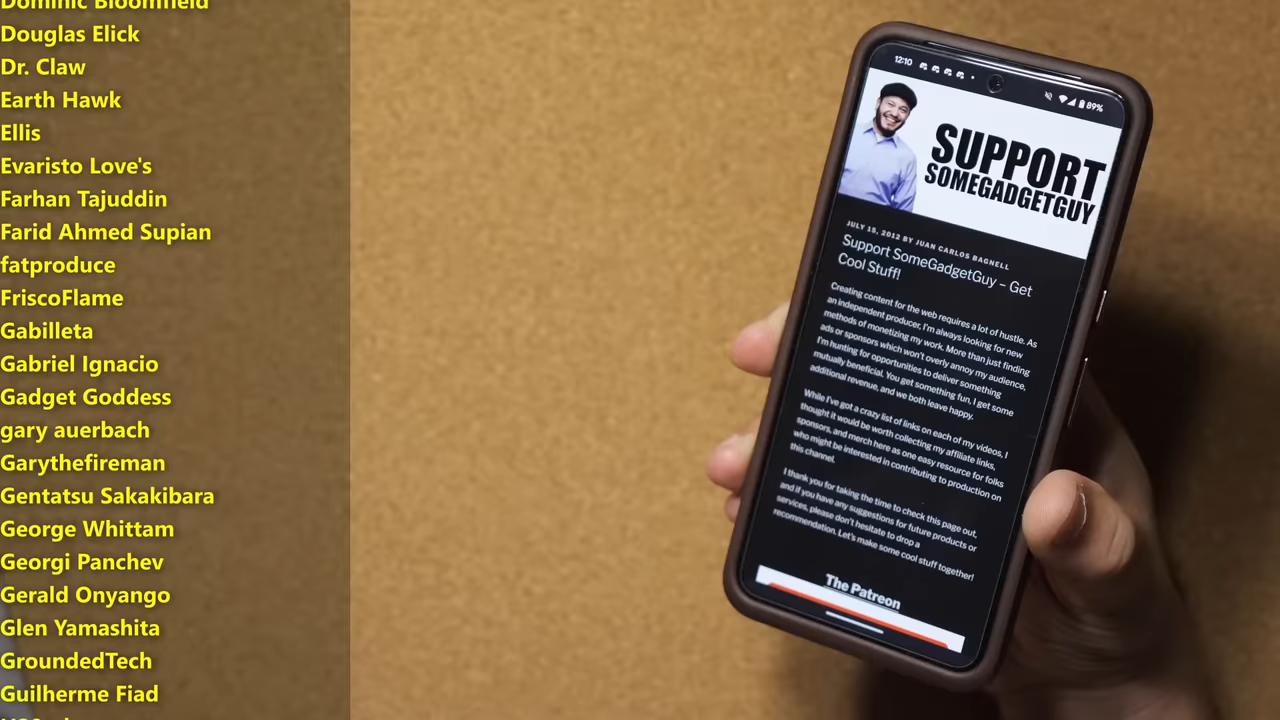 Dominic Bloomfield
Douglas Elick
Dr. Claw
Earth Hawk
Ellis
Evaristo Love's
Farhan Tajuddin
Farid Ahmed Supian
fatproduce
FriscoFlame
Gabilleta
Gabriel Ignacio
Gadget Goddess
gary auerbach
Garythefireman
Gentatsu Sakakibara
George Whittam
Georgi Panchev
Gerald Onyango
Glen Yamashita
GroundedTech
Guilherme Fiad
12:10
89%
SUPPORT
SOMEGADGETGUY
JULY 15, 2012 BY JUAN CARLOS BAGNELL
Support SomeGadgetGuy – Get
Cool Stuff!
Creating content for the web requires a lot of hustle. As
an independent producer, I'm always looking for new
methods of monetizing my work. More than just finding
ads or sponsors which won't overly annoy my audience,
I'm hunting for opportunities to deliver something
mutually beneficial. You get something fun, I get some
additional revenue, and we both leave happy.
While I've got a crazy list of links on each of my videos, I
thought it would be worth collecting my affiliate links,
sponsors, and merch here as one easy resource for folks
who might be interested in contributing to production on
this channel.
I thank you for taking the time to check this page out,
and if you have any suggestions for future products or
services, please don't hesitate to drop a
recommendation. Let's make some cool stuff together!
The Patreon